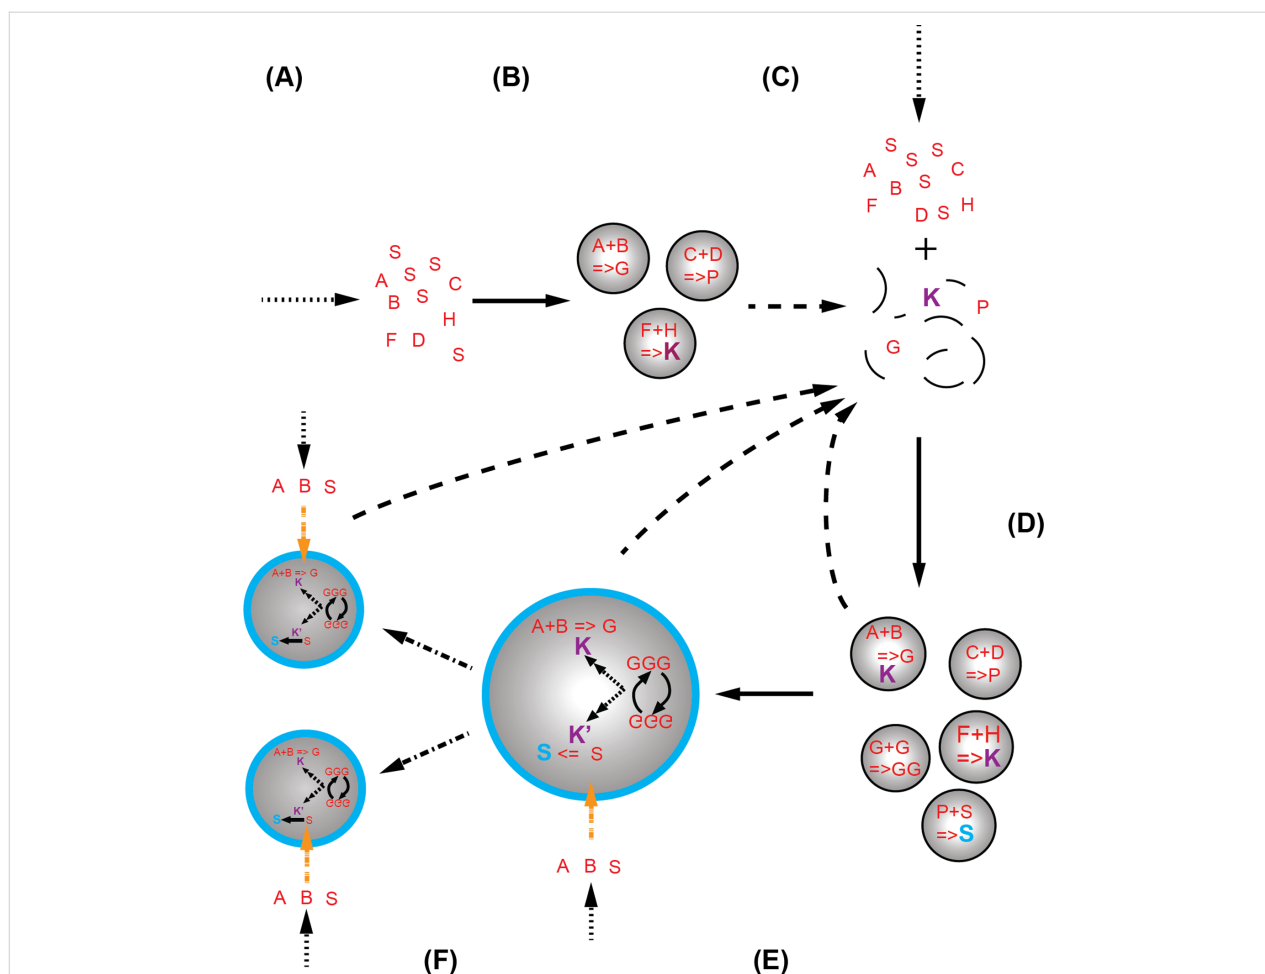 (A)
(B)
(C)
S S
S
A C
B S
F H
D S
+
K
P
G
S
S S
A C
B S
H
F D
S
A+B
=>G
C+D
=>P
F+H
=>K
A B S
A+B => G
K
GGG
GGG
K'
S S
A+B => G
K
GGG
GGG
K'
S S
A B S
(F)
A+B => G
K
GGG
GGG
K'
S <= S
A B S
(E)
(D)
A+B
=>G
K
C+D
=>P
G+G
=>GG
F+H
=>K
P+S
=>S